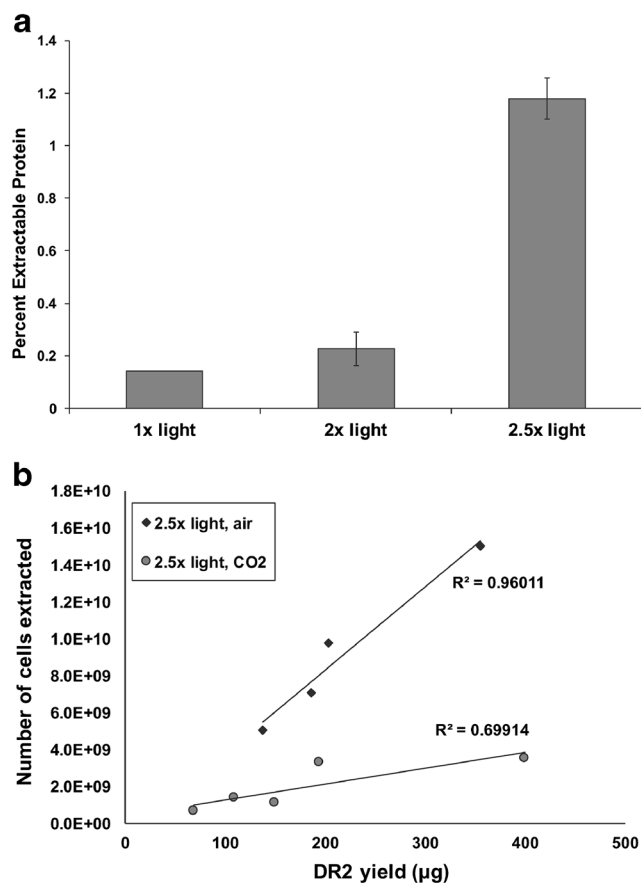 a
Percent Extractable Protein
1.4
1.2
1
0.8
0.6
0.4
0.2
0
1x light
2x light
2.5x light
b
Number of cells extracted
1.8E+10
1.6E+10
1.4E+10
1.2E+10
1.0E+10
8.0E+09
6.0E+09
4.0E+09
2.0E+09
0.0E+00
2.5x light, air
2.5x light, CO2
R² = 0.96011
R² = 0.69914
0
100
200
300
400
500
DR2 yield (µg)